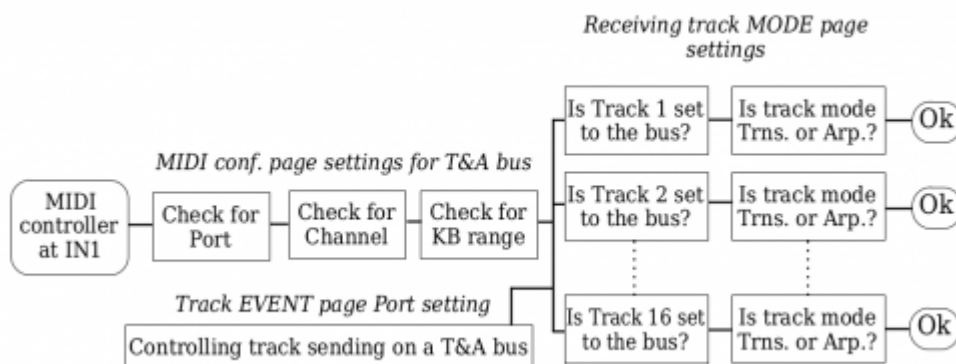 Receiving track MODE page
settings
Is Track 1 set
to the bus?
Is track mode
Trns. or Arp.?
Ok
MIDI conf. page settings for T&A bus
MIDI
controller
at IN1
Check for
Port
Check for
Channel
Check for
KB range
Is Track 2 set
to the bus?
Is track mode
Trns. or Arp.?
Ok
Track EVENT page Port setting
Controlling track sending on a T&A bus
Is Track 16 set
to the bus?
Is track mode
Trns. or Arp.?
Ok